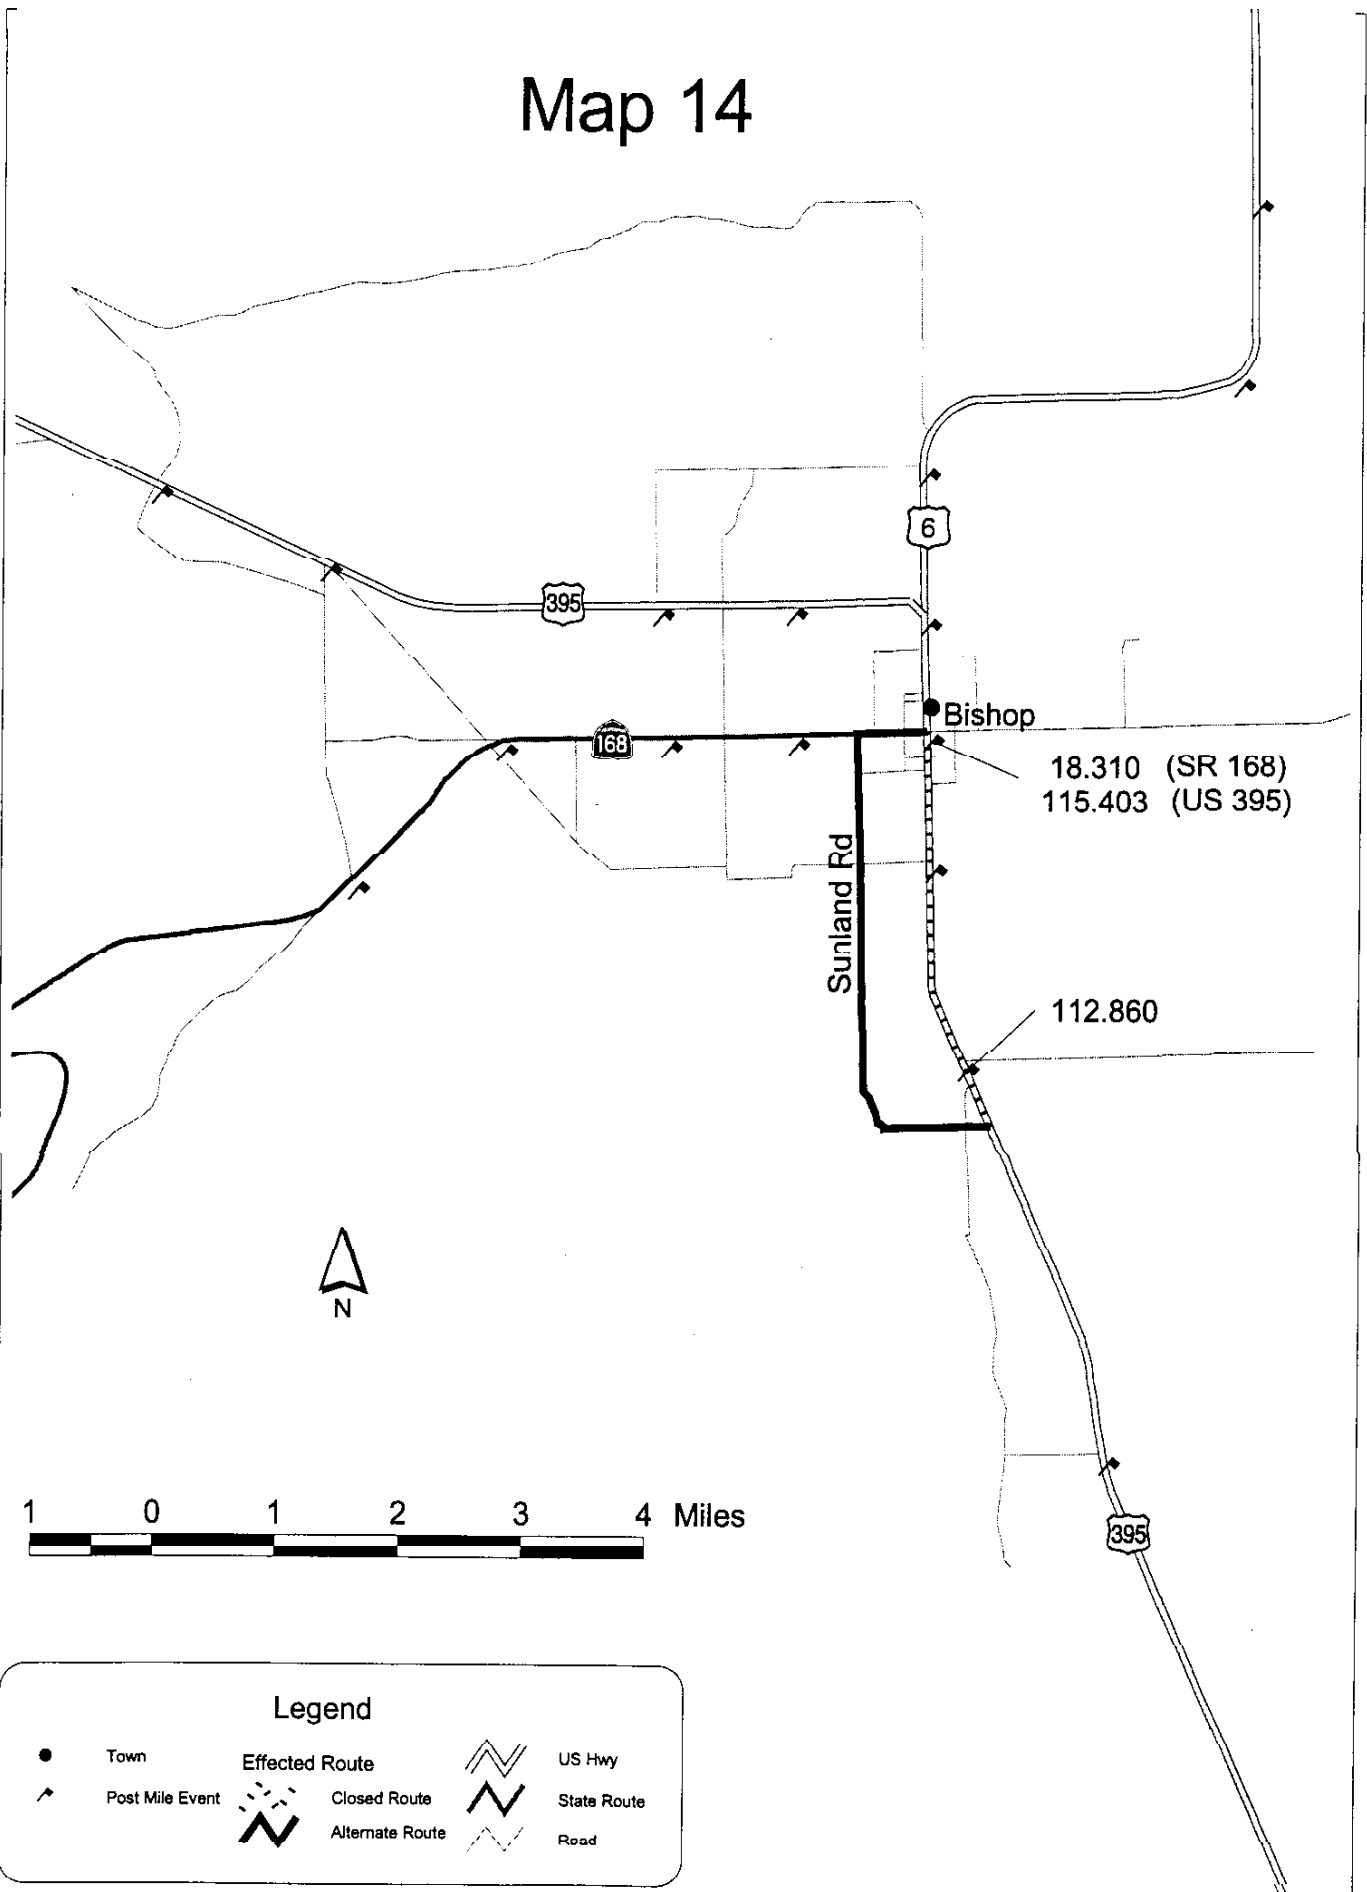 Map 14
6
395
Bishop
168
18.310 (SR 168)
115.403 (US 395)
Sunland Rd
112.860
N
1 0 1 2 3 4 Miles
395
Legend
Town
Effected Route
US Hwy
Post Mile Event
Closed Route
State Route
Alternate Route
Road